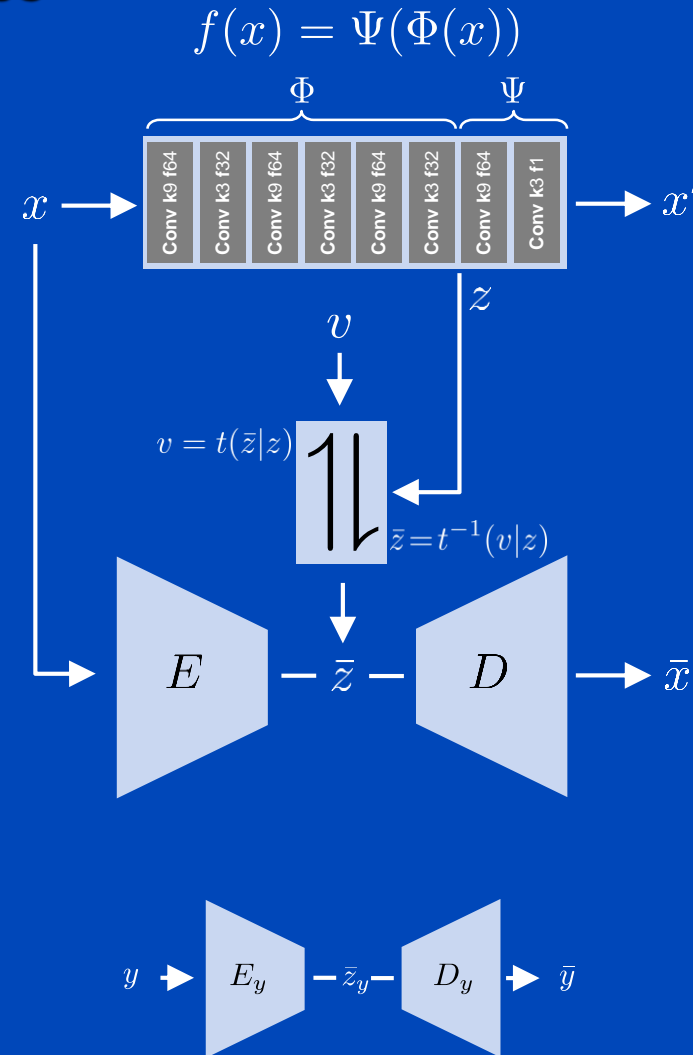 f(x) = Ψ(Φ(x))
Φ Ψ
Conv k9 f64
Conv k3 f32
Conv k9 f64
Conv k3 f32
Conv k9 f64
Conv k3 f32
Conv k9 f64
Conv k3 f1
x
x'
z
v
v = t(z̄|z)
z̄=t⁻¹(v|z)
E z̄ D x̄
y E_y z̄_y D_y ȳ